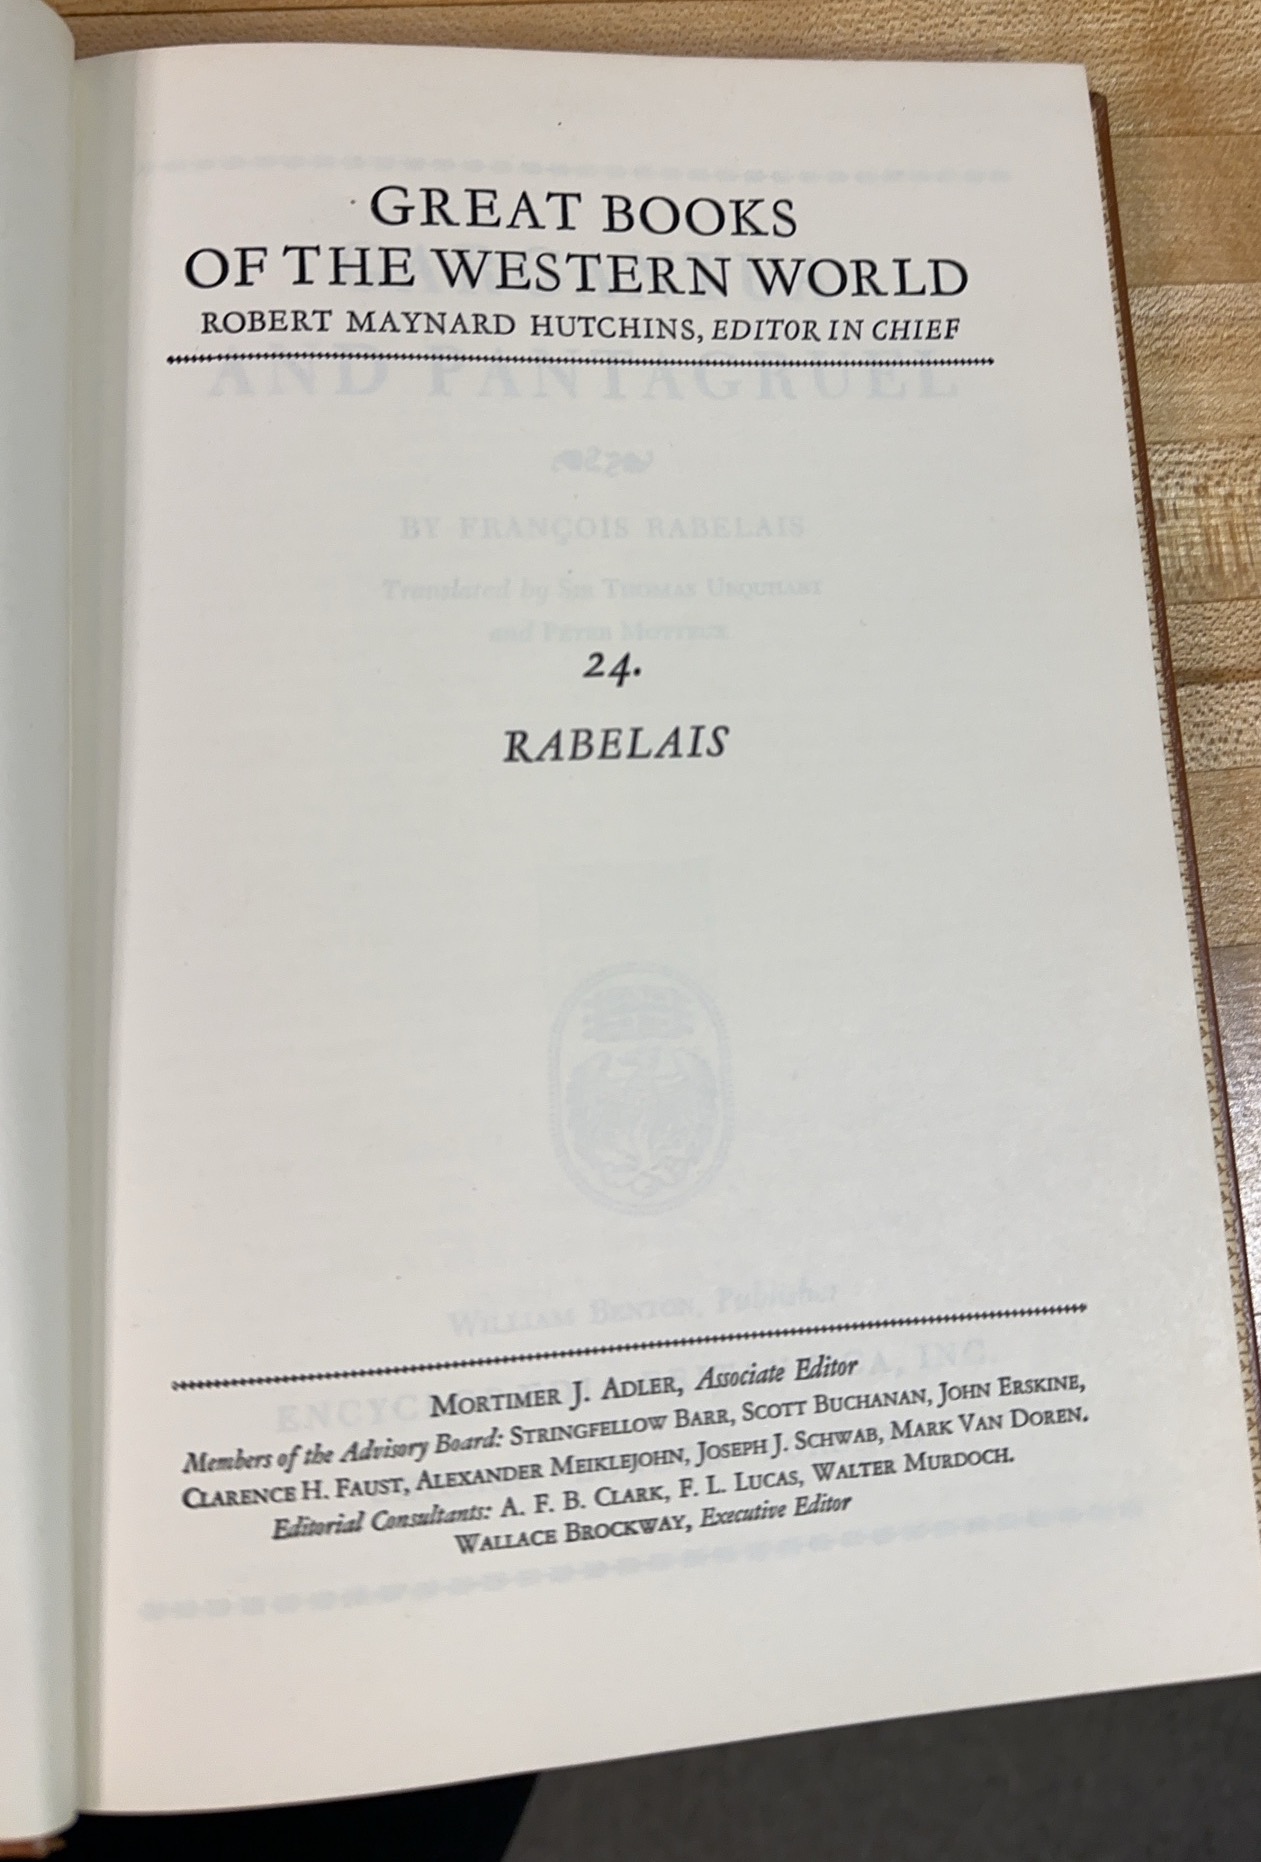 GREAT BOOKS
OF THE WESTERN WORLD
ROBERT MAYNARD HUTCHINS, EDITOR IN CHIEF
AND PANTAGRUEL
BY FRANÇOIS RABELAIS
Translated by SIR THOMAS URQUHART
and PETER MOTTEUX
24.
RABELAIS
WILLIAM BENTON, Publisher
MORTIMER J. ADLER, Associate Editor
Members of the Advisory Board: STRINGFELLOW BARR, SCOTT BUCHANAN, JOHN ERSKINE,
CLARENCE H. FAUST, ALEXANDER MEIKLEJOHN, JOSEPH J. SCHWAB, MARK VAN DOREN.
Editorial Consultants: A. F. B. CLARK, F. L. LUCAS, WALTER MURDOCH.
WALLACE BROCKWAY, Executive Editor